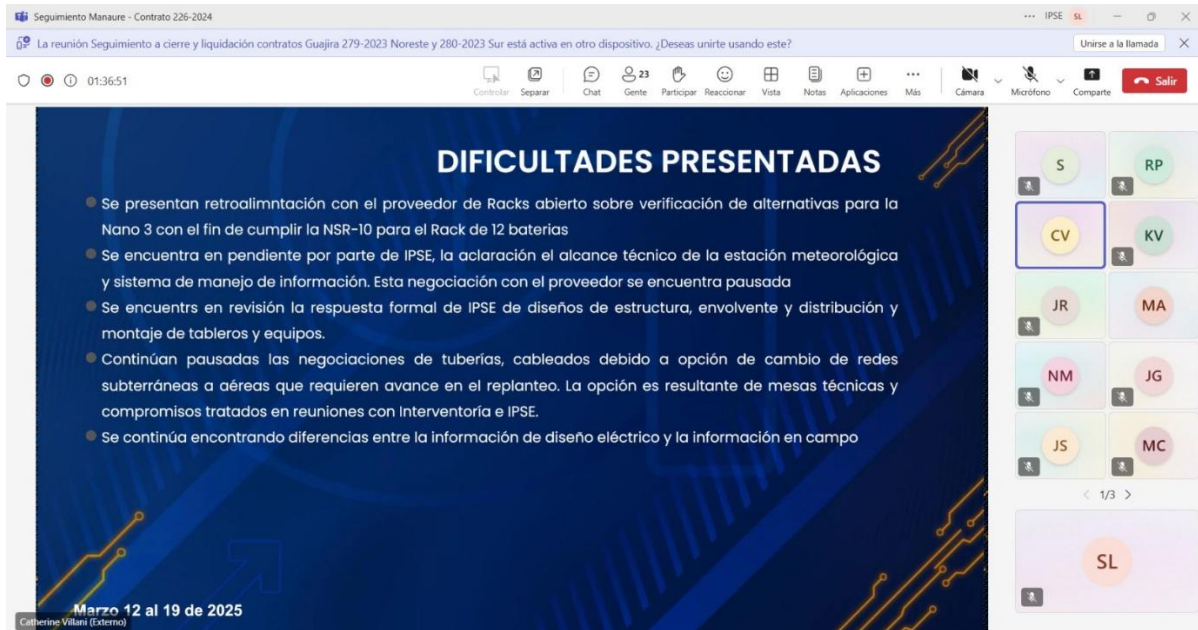 Seguimiento Manaure - Contrato 226-2024
... IPSE SL
La reunión Seguimiento a cierre y liquidación contratos Guajira 279-2023 Noreste y 280-2023 Sur está activa en otro dispositivo. ¿Deseas unirte usando este?
Unirse a la llamada
01:36:51
Controlar
Separar
Chat
23
Gente
Participar
Reaccionar
Vista
Notas
Aplicaciones
Más
Cámara
Micrófono
Comparte
Salir
DIFICULTADES PRESENTADAS
Se presentan retroalimntación con el proveedor de Racks abierto sobre verificación de alternativas para la
Nano 3 con el fin de cumplir la NSR-10 para el Rack de 12 baterias
Se encuentra en pendiente por parte de IPSE, la aclaración el alcance técnico de la estación meteorológica
y sistema de manejo de información. Esta negociación con el proveedor se encuentra pausada
Se encuentrs en revisión la respuesta formal de IPSE de diseños de estructura, envolvente y distribución y
montaje de tableros y equipos.
Continúan pausadas las negociaciones de tuberías, cableados debido a opción de cambio de redes
subterráneas a aéreas que requieren avance en el replanteo. La opción es resultante de mesas técnicas y
compromisos tratados en reuniones con Interventoría e IPSE.
Se continúa encontrando diferencias entre la información de diseño eléctrico y la información en campo
Marzo 12 al 19 de 2025
Catherine Villani (Externo)
S
RP
CV
KV
JR
MA
NM
JG
JS
MC
1/3
SL